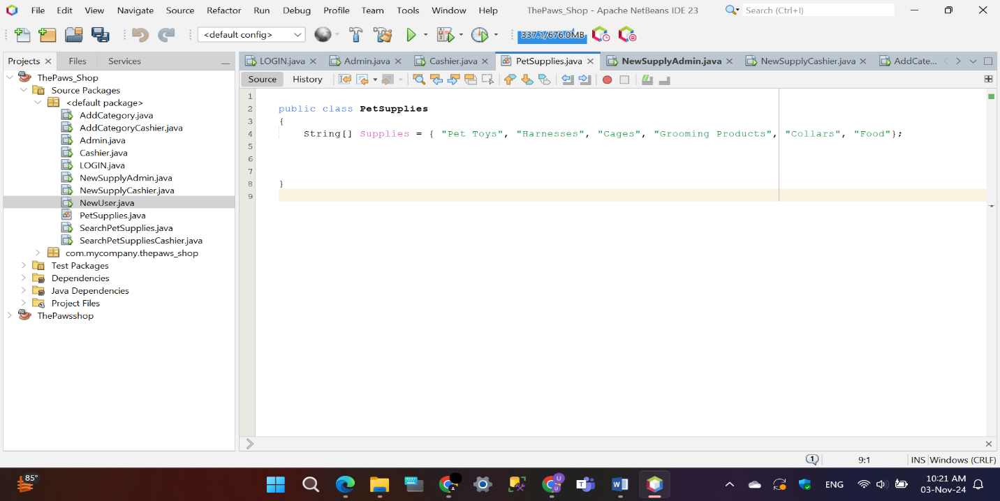 File Edit View Navigate Source Refactor Run Debug Profile Team Tools Window Help ThePaws_Shop - Apache NetBeans IDE 23 Search (Ctrl+I)
<default config> 337.1/676.0MB
Projects Files Services
LOGIN.java Admin.java Cashier.java PetSupplies.java NewSupplyAdmin.java NewSupplyCashier.java AddCate...
Source History
ThePaws_Shop
Source Packages
<default package>
AddCategory.java
AddCategoryCashier.java
Admin.java
Cashier.java
LOGIN.java
NewSupplyAdmin.java
NewSupplyCashier.java
NewUser.java
PetSupplies.java
SearchPetSupplies.java
SearchPetSuppliesCashier.java
com.mycompany.thepaws_shop
Test Packages
Dependencies
Java Dependencies
Project Files
ThePawsshop
1
2 public class PetSupplies
3 {
4 String[] Supplies = { "Pet Toys", "Harnesses", "Cages", "Grooming Products", "Collars", "Food"};
5
6
7
8 }
9
1 9:1 INS Windows (CRLF)
85° ENG 10:21 AM
03-Nov-24